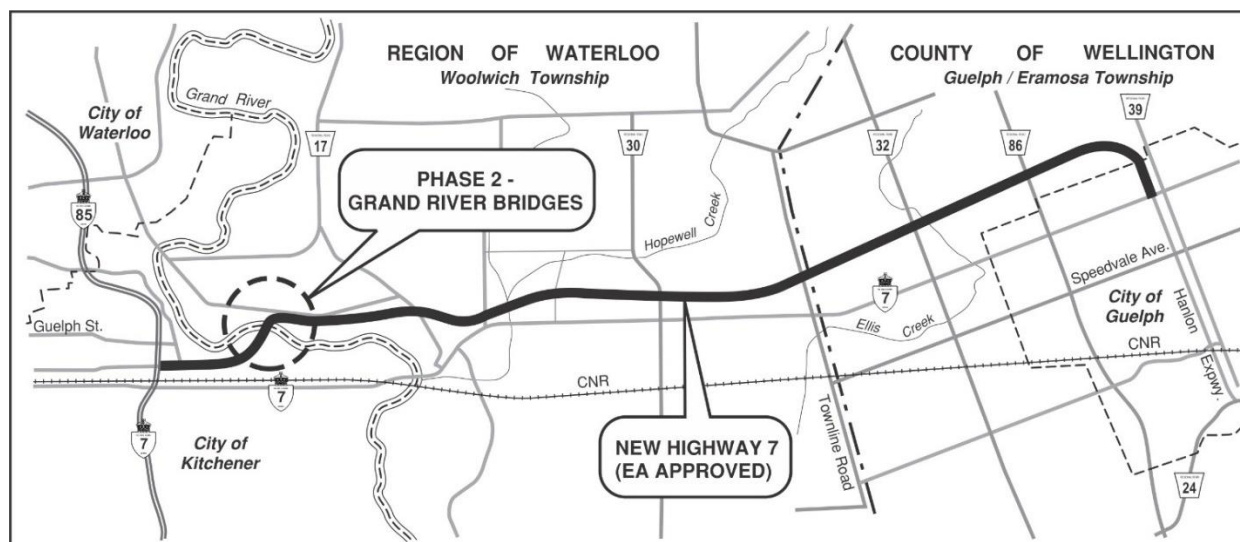 REGION OF WATERLOO
Woolwich Township
COUNTY OF WELLINGTON
Guelph / Eramosa Township
City of
Waterloo
Grand River
17
30
32
86
39
85
PHASE 2 -
GRAND RIVER BRIDGES
Hopewell Creek
Guelph St.
7
Speedvale Ave.
City of
Guelph
Hanlon Expwy.
Ellis Creek
CNR
CNR
7
7
City of
Kitchener
NEW HIGHWAY 7
(EA APPROVED)
Townline Road
24